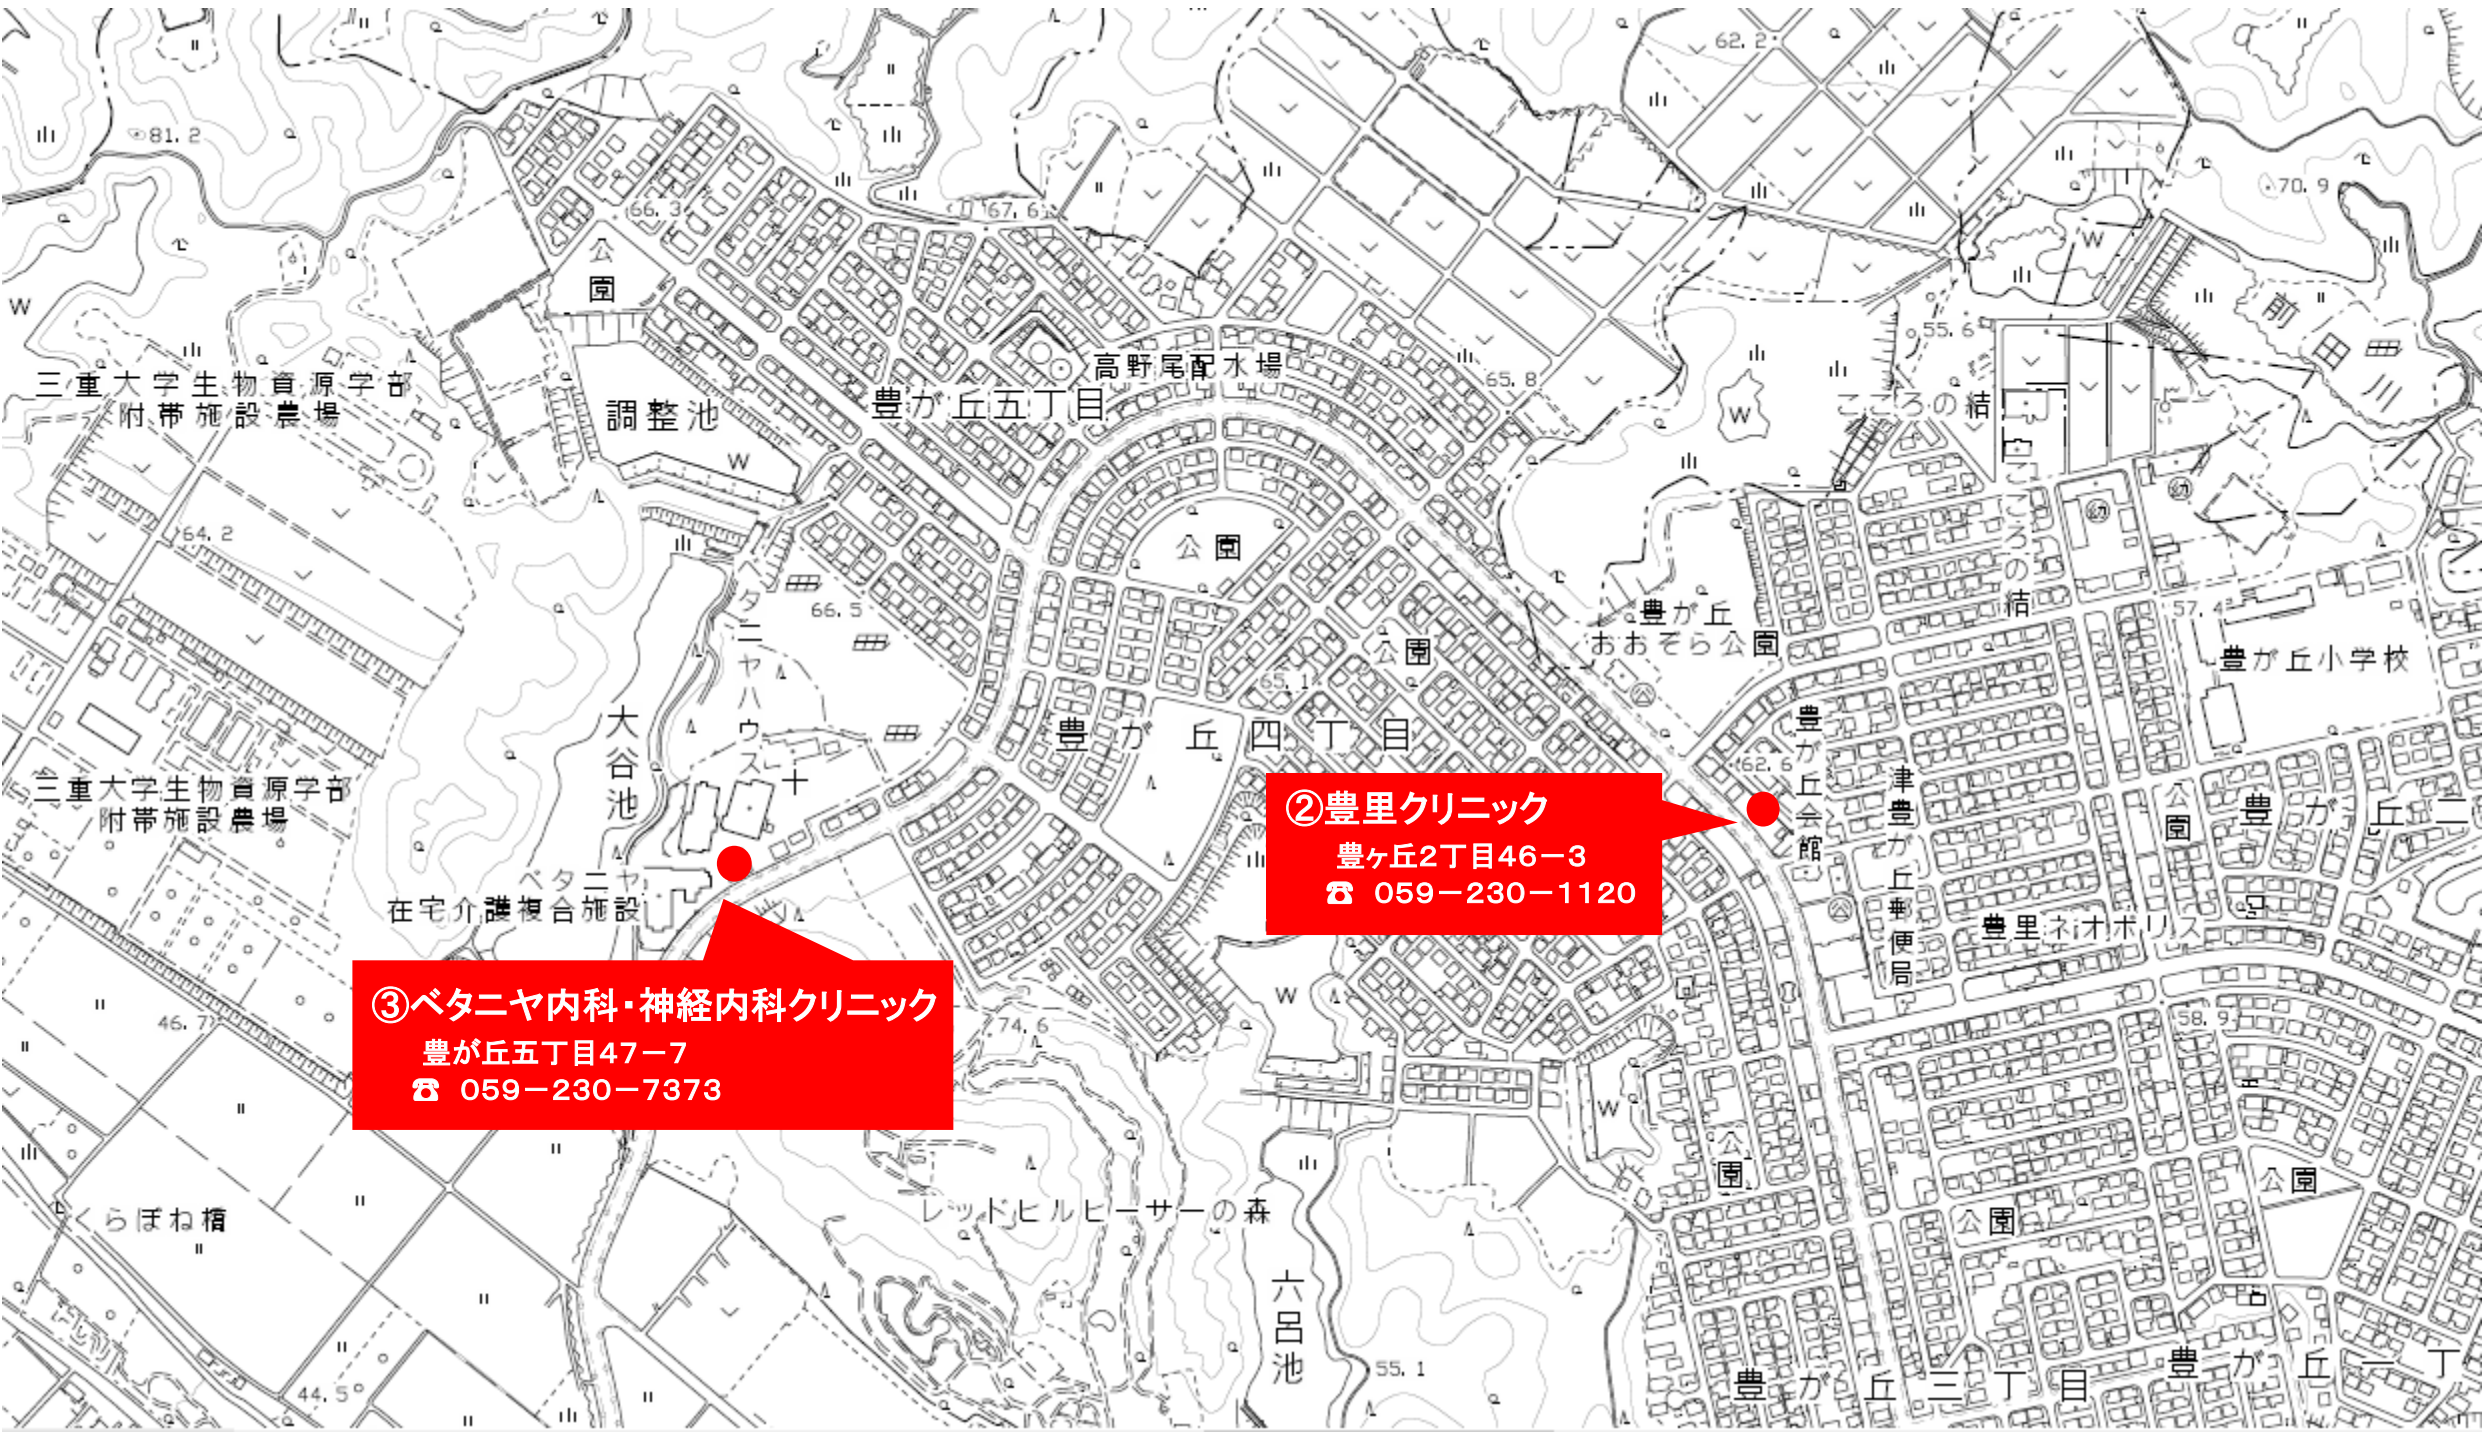 62.2
81.2
70.9
66.3
67.6
公
園
W
W
前
田
川
55.6
高野尾配水場
65.8
三重大学生物資源学部
附帯施設農場
調整池
豊が丘五丁目
こころの結
W
W
こころの結
幼
幼
64.2
公園
ベタニヤハウス
66.5
57.4
豊が丘
おおぞら公園
公園
豊が丘小学校
65.1
大谷池
豊が丘四丁目
豊が丘会館
62.6
津豊が丘郵便局
三重大学生物資源学部
附帯施設農場
公園
豊が丘二
②豊里クリニック
豊ヶ丘2丁目46－3
☎ 059－230－1120
ベタニヤ
在宅介護複合施設
豊里ネオポリス
W
③ベタニヤ内科・神経内科クリニック
豊が丘五丁目47－7
☎ 059－230－7373
46.7
74.6
58.9
W
公
園
公園
公園
くらぼね橋
レッドヒルヒーサーの森
六呂池
55.1
44.5
豊が丘三丁目
豊が丘一丁